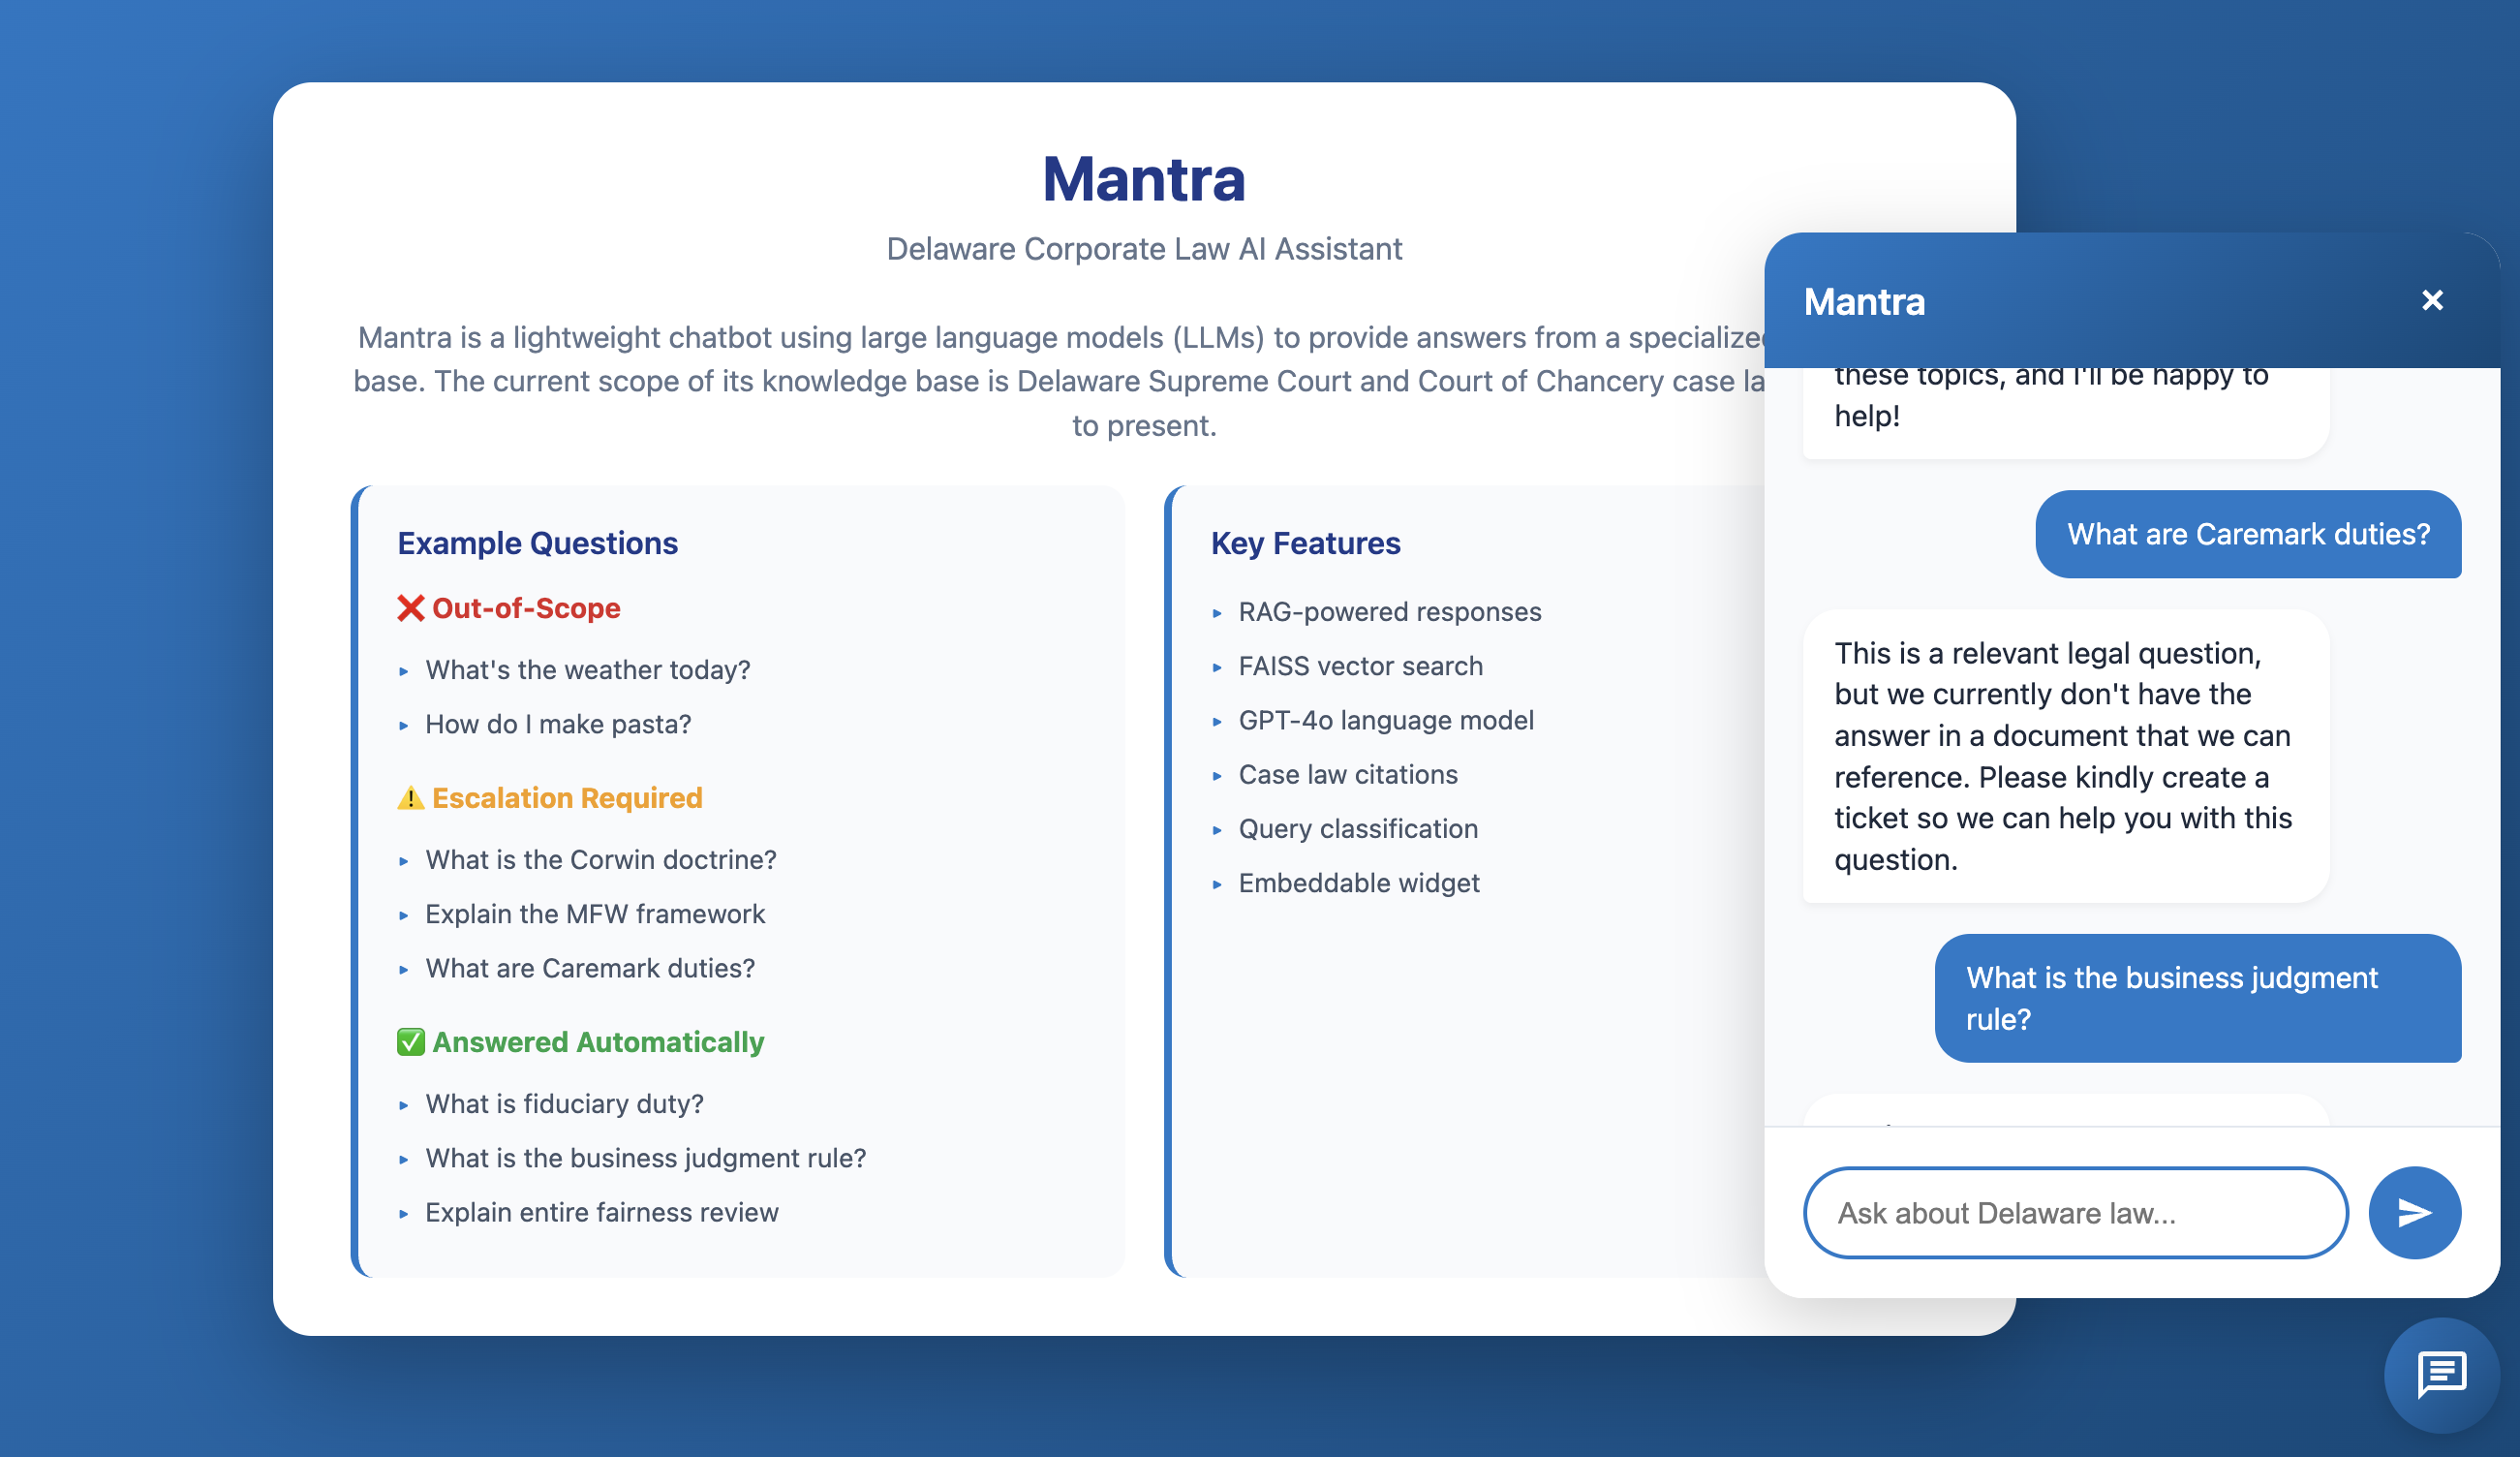 Mantra
Delaware Corporate Law AI Assistant
Mantra is a lightweight chatbot using large language models (LLMs) to provide answers from a specialized
base. The current scope of its knowledge base is Delaware Supreme Court and Court of Chancery case
to present.
Example Questions
❌ Out-of-Scope
▸ What's the weather today?
▸ How do I make pasta?
⚠️ Escalation Required
▸ What is the Corwin doctrine?
▸ Explain the MFW framework
▸ What are Caremark duties?
✅ Answered Automatically
▸ What is fiduciary duty?
▸ What is the business judgment rule?
▸ Explain entire fairness review
Key Features
▸ RAG-powered responses
▸ FAISS vector search
▸ GPT-4o language model
▸ Case law citations
▸ Query classification
▸ Embeddable widget
Mantra
these topics, and I'll be happy to
help!
What are Caremark duties?
This is a relevant legal question,
but we currently don't have the
answer in a document that we can
reference. Please kindly create a
ticket so we can help you with this
question.
What is the business judgment
rule?
Ask about Delaware law...